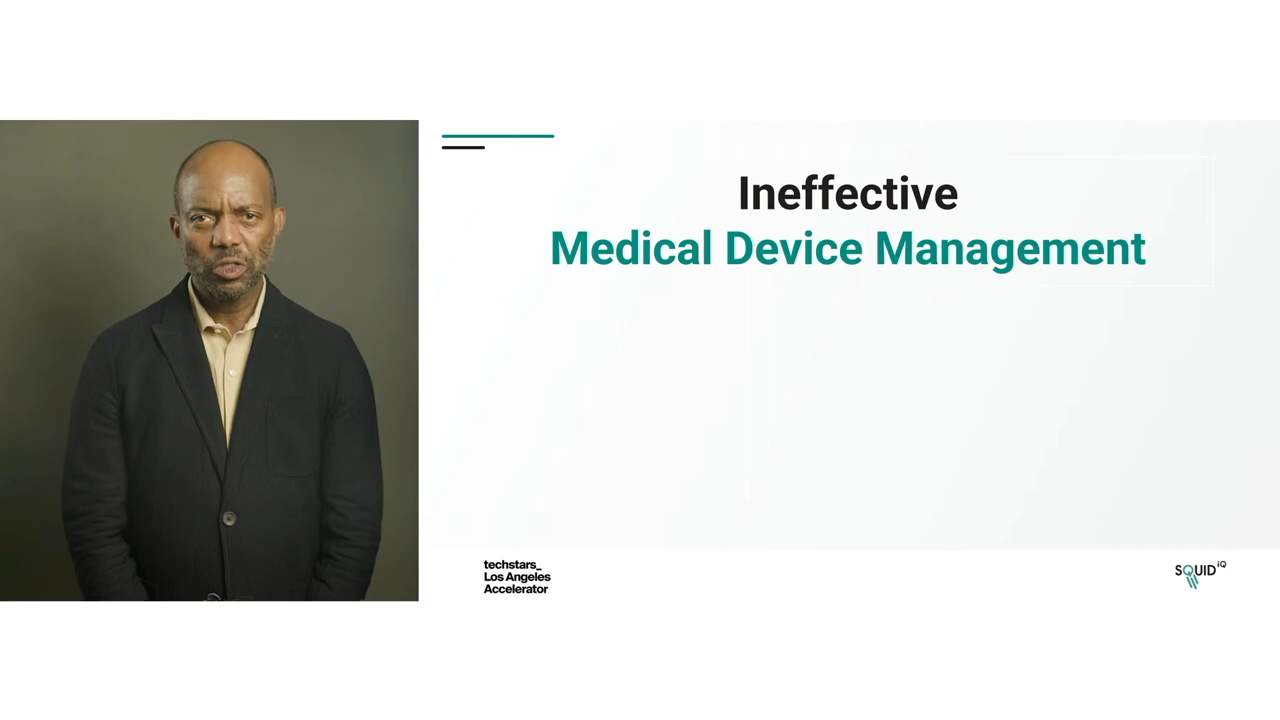 Ineffective
Medical Device Management
techstars_
Los Angeles
Accelerator
SQUID iQ